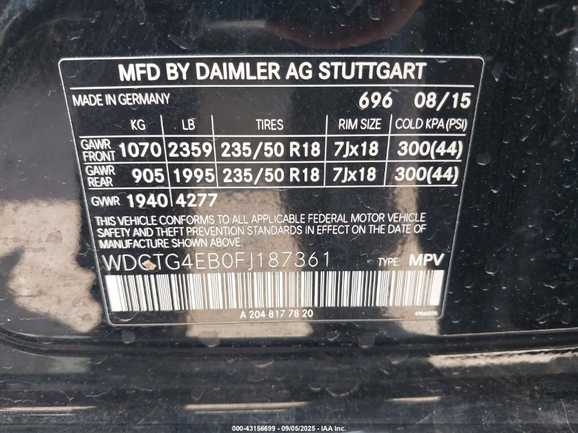 MFD BY DAIMLER AG STUTTGART
MADE IN GERMANY 696 08/15
KG LB TIRES RIM SIZE COLD KPA (PSI)
GAWR FRONT 1070 2359 235/50 R18 7Jx18 300(44)
GAWR REAR 905 1995 235/50 R18 7Jx18 300(44)
GVWR 1940 4277
THIS VEHICLE CONFORMS TO ALL APPLICABLE FEDERAL MOTOR VEHICLE
SAFETY AND THEFT PREVENTION STANDARDS IN EFFECT ON THE DATE OF
MANUFACTURE SHOWN ABOVE.
WDCTG4EB0FJ187361 TYPE: MPV
A 204 817 78 20
000-43156699 - 09/05/2025 - IAA, Inc.